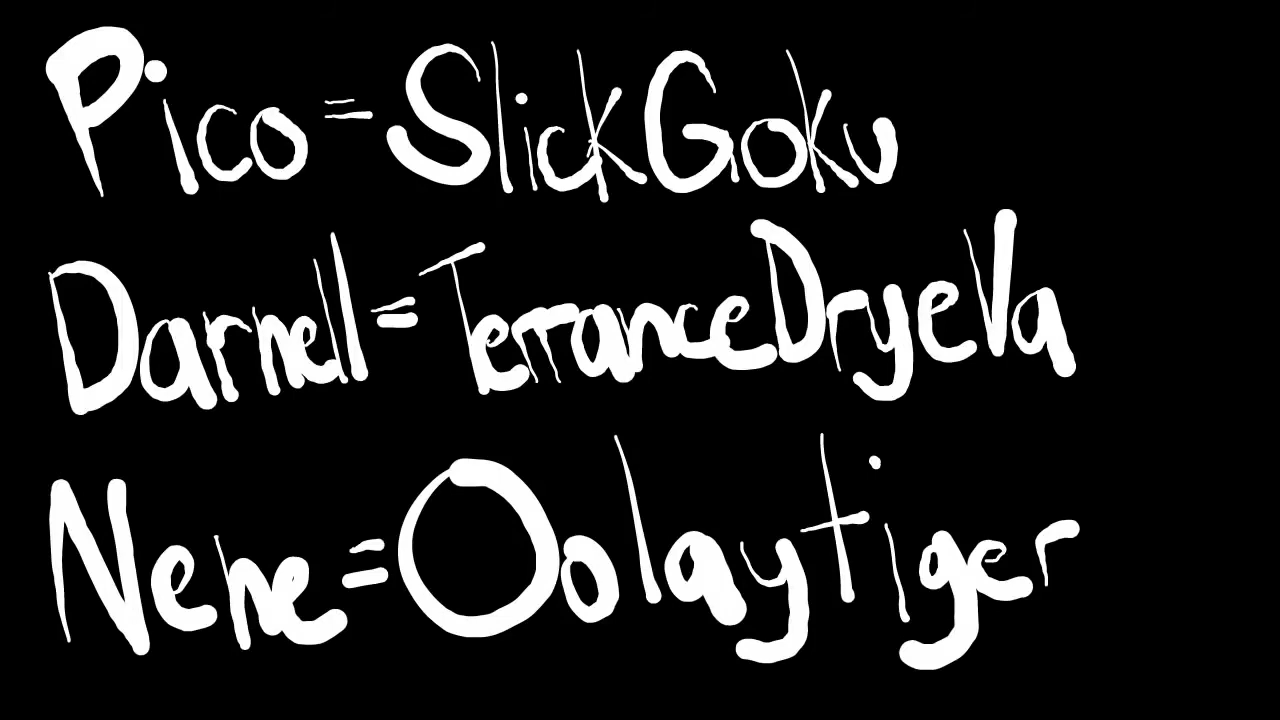 Pico = SlickGoku
Darnell = TerranceDryeVa
Nene = Oolaytiger